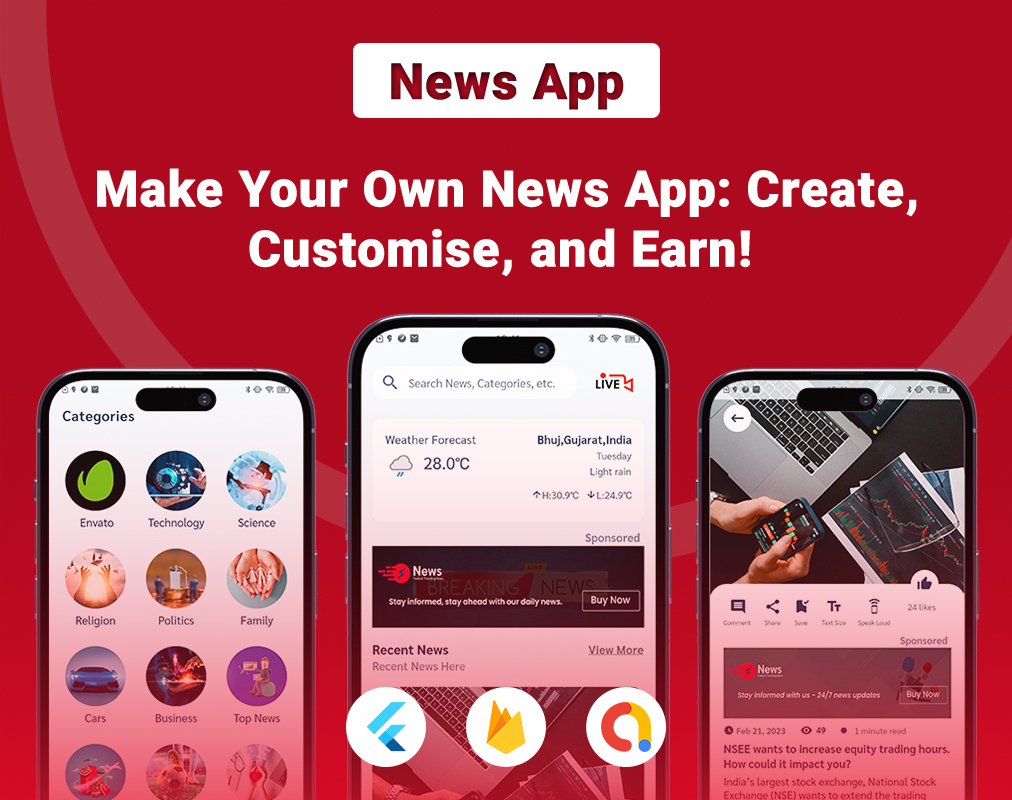 News App
Make Your Own News App: Create,
Customise, and Earn!
Categories
Envato
Technology
Science
Religion
Politics
Family
Cars
Business
Top News
Search News, Categories, etc.
LIVE
Weather Forecast
Bhuj,Gujarat,India
28.0°C
Tuesday
Light rain
H:30.9°C
L:24.9°C
Sponsored
News
LIVE
BREAKING NEWS
Stay informed, stay ahead with our daily news.
Buy Now
Recent News
View More
Recent News Here
Comment
Share
Save
Tт
Text Size
Speak Loud
24 likes
Sponsored
News
Stay informed with us - 24/7 news updates
Buy Now
Feb 21, 2023
49
1 minute read
NSEE wants to increase equity trading hours.
How could it impact you?
India's largest stock exchange, National Stock
Exchange (NSE) wants to extend the trading